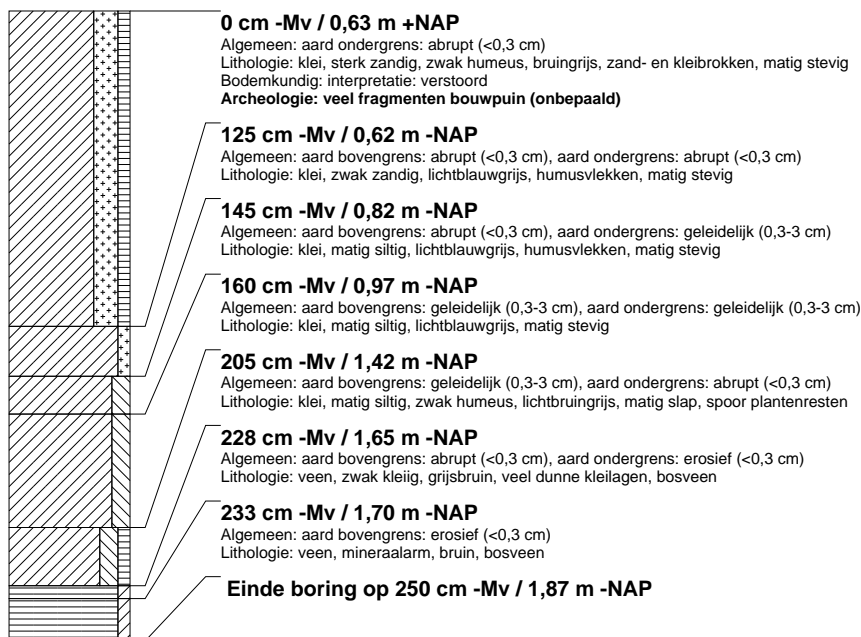 0 cm -Mv / 0,63 m +NAP
Algemeen: aard ondergrens: abrupt (<0,3 cm)
Lithologie: klei, sterk zandig, zwak humeus, bruingrijs, zand- en kleibrokken, matig stevig
Bodemkundig: interpretatie: verstoord
Archeologie: veel fragmenten bouwpuin (onbepaald)
125 cm -Mv / 0,62 m -NAP
Algemeen: aard bovengrens: abrupt (<0,3 cm), aard ondergrens: abrupt (<0,3 cm)
Lithologie: klei, zwak zandig, lichtblauwgrijs, humusvlekken, matig stevig
145 cm -Mv / 0,82 m -NAP
Algemeen: aard bovengrens: abrupt (<0,3 cm), aard ondergrens: geleidelijk (0,3-3 cm)
Lithologie: klei, matig siltig, lichtblauwgrijs, humusvlekken, matig stevig
160 cm -Mv / 0,97 m -NAP
Algemeen: aard bovengrens: geleidelijk (0,3-3 cm), aard ondergrens: geleidelijk (0,3-3 cm)
Lithologie: klei, matig siltig, lichtblauwgrijs, matig stevig
205 cm -Mv / 1,42 m -NAP
Algemeen: aard bovengrens: geleidelijk (0,3-3 cm), aard ondergrens: abrupt (<0,3 cm)
Lithologie: klei, matig siltig, zwak humeus, lichtbruingrijs, matig slap, spoor plantenresten
228 cm -Mv / 1,65 m -NAP
Algemeen: aard bovengrens: abrupt (<0,3 cm), aard ondergrens: erosief (<0,3 cm)
Lithologie: veen, zwak kleiig, grijsbruin, veel dunne kleilagen, bosveen
233 cm -Mv / 1,70 m -NAP
Algemeen: aard bovengrens: erosief (<0,3 cm)
Lithologie: veen, mineraalarm, bruin, bosveen
Einde boring op 250 cm -Mv / 1,87 m -NAP